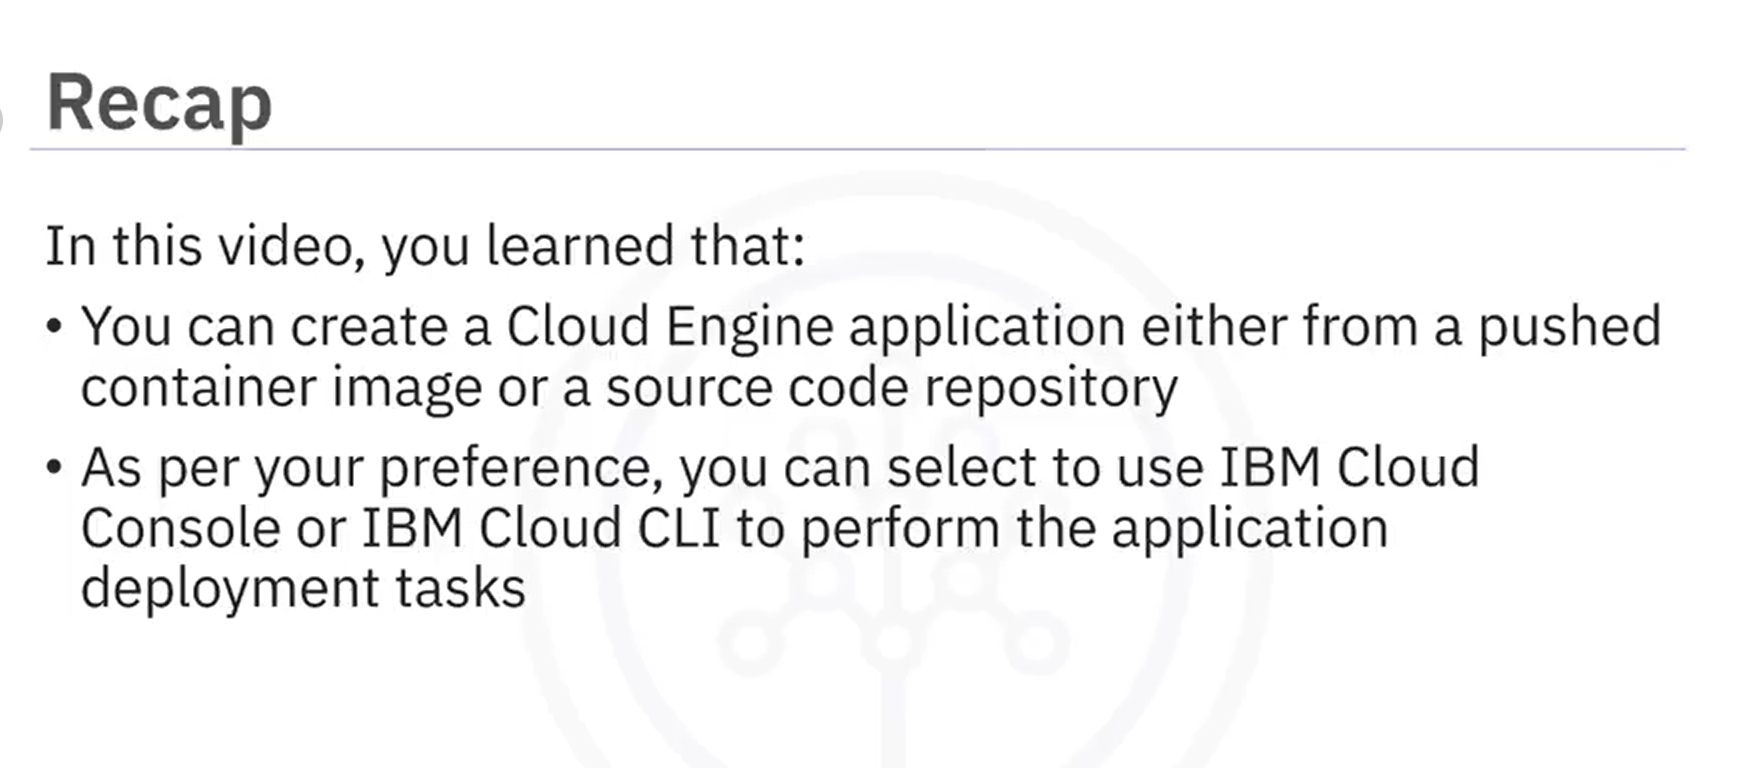 Recap
In this video, you learned that:
• You can create a Cloud Engine application either from a pushed
container image or a source code repository
• As per your preference, you can select to use IBM Cloud
Console or IBM Cloud CLI to perform the application
deployment tasks